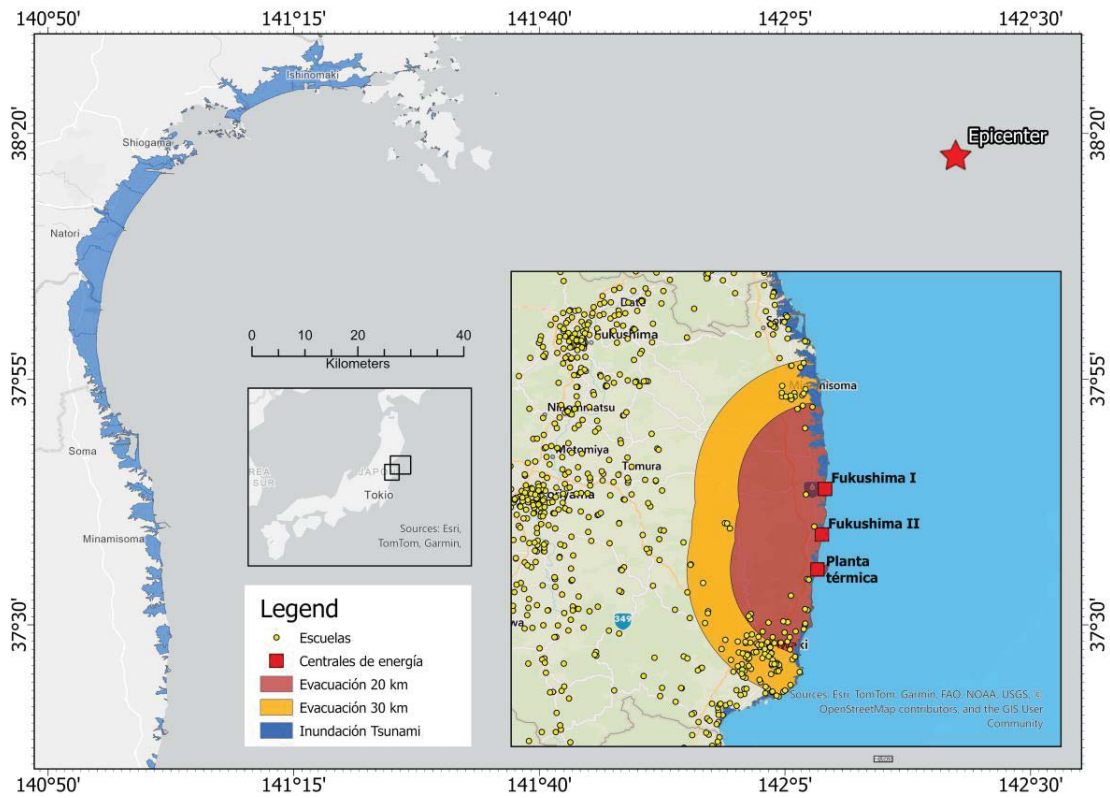 140°50' 141°15' 141°40' 142°5' 142°30'
38°20'
37°55'
37°30'
38°20'
37°55'
37°30'
Ishinomaki
Shiogama
Natori
Soma
Minamisoma
Epicenter
0 10 20 30 40
Kilometers
Tokio
Sources: Esri,
TomTom, Garmin,
Legend
Escuelas
Centrales de energía
Evacuación 20 km
Evacuación 30 km
Inundación Tsunami
Date
Fukushima
Motomiya
Tomura
349
Fukushima I
Fukushima II
Planta
térmica
Sources: Esri, TomTom, Garmin, FAO, NOAA, USGS, ©
OpenStreetMap contributors, and the GIS User
Community
140°50' 141°15' 141°40' 142°5' 142°30'